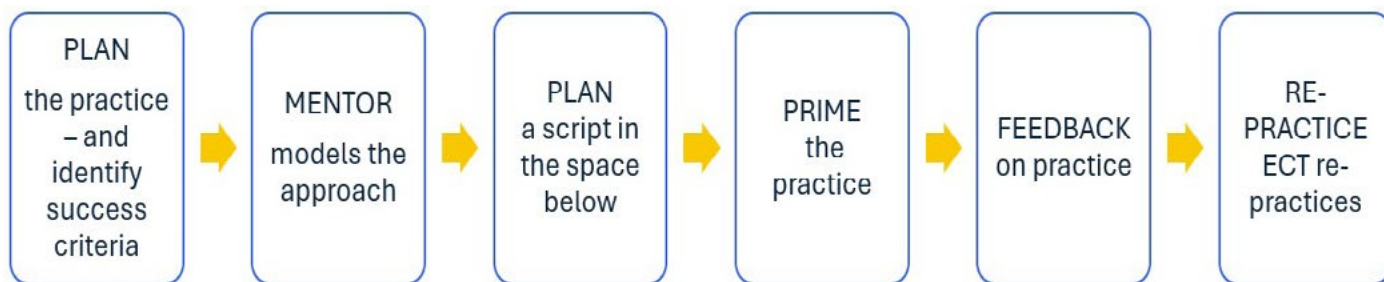 PLAN
the practice
– and
identify
success
criteria
MENTOR
models the
approach
PLAN
a script in
the space
below
PRIME
the
practice
FEEDBACK
on practice
RE-
PRACTICE
ECT re-
practices